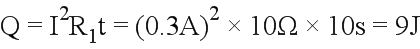 Q = I²R₁t = (0.3A)² × 10Ω × 10s = 9J